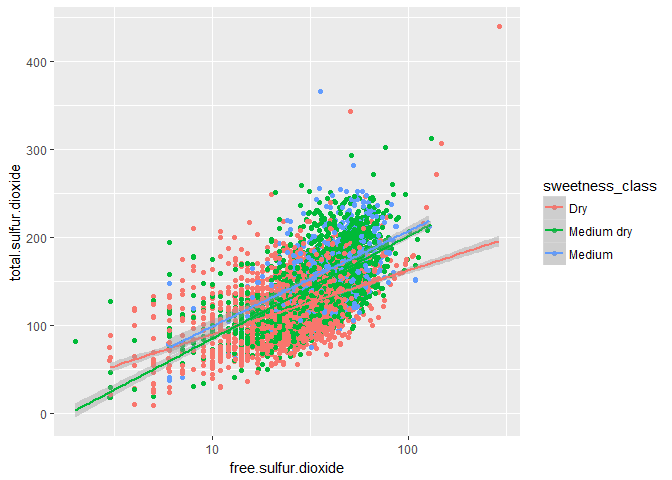 400
300
200
100
0
total.sulfur.dioxide
10
100
free.sulfur.dioxide
sweetness_class
Dry
Medium dry
Medium